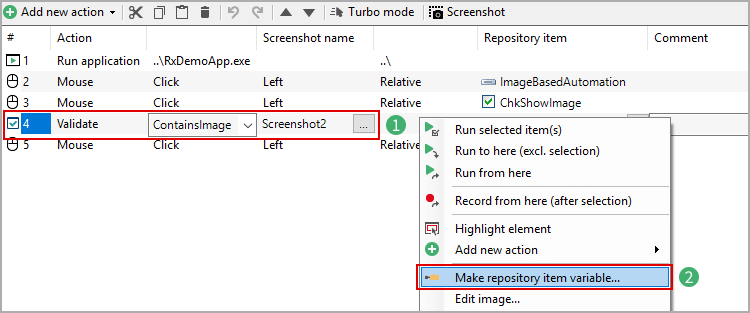 Add new action Turbo mode Screenshot
# Action Screenshot name Repository item Comment
1 Run application ..\RxDemoApp.exe ..\
2 Mouse Click Left Relative ImageBasedAutomation
3 Mouse Click Left Relative ChkShowImage
4 Validate ContainsImage Screenshot2 ... 1
5 Mouse Click Left Relative
Run selected item(s)
Run to here (excl. selection)
Run from here
Record from here (after selection)
Highlight element
Add new action
Make repository item variable... 2
Edit image...